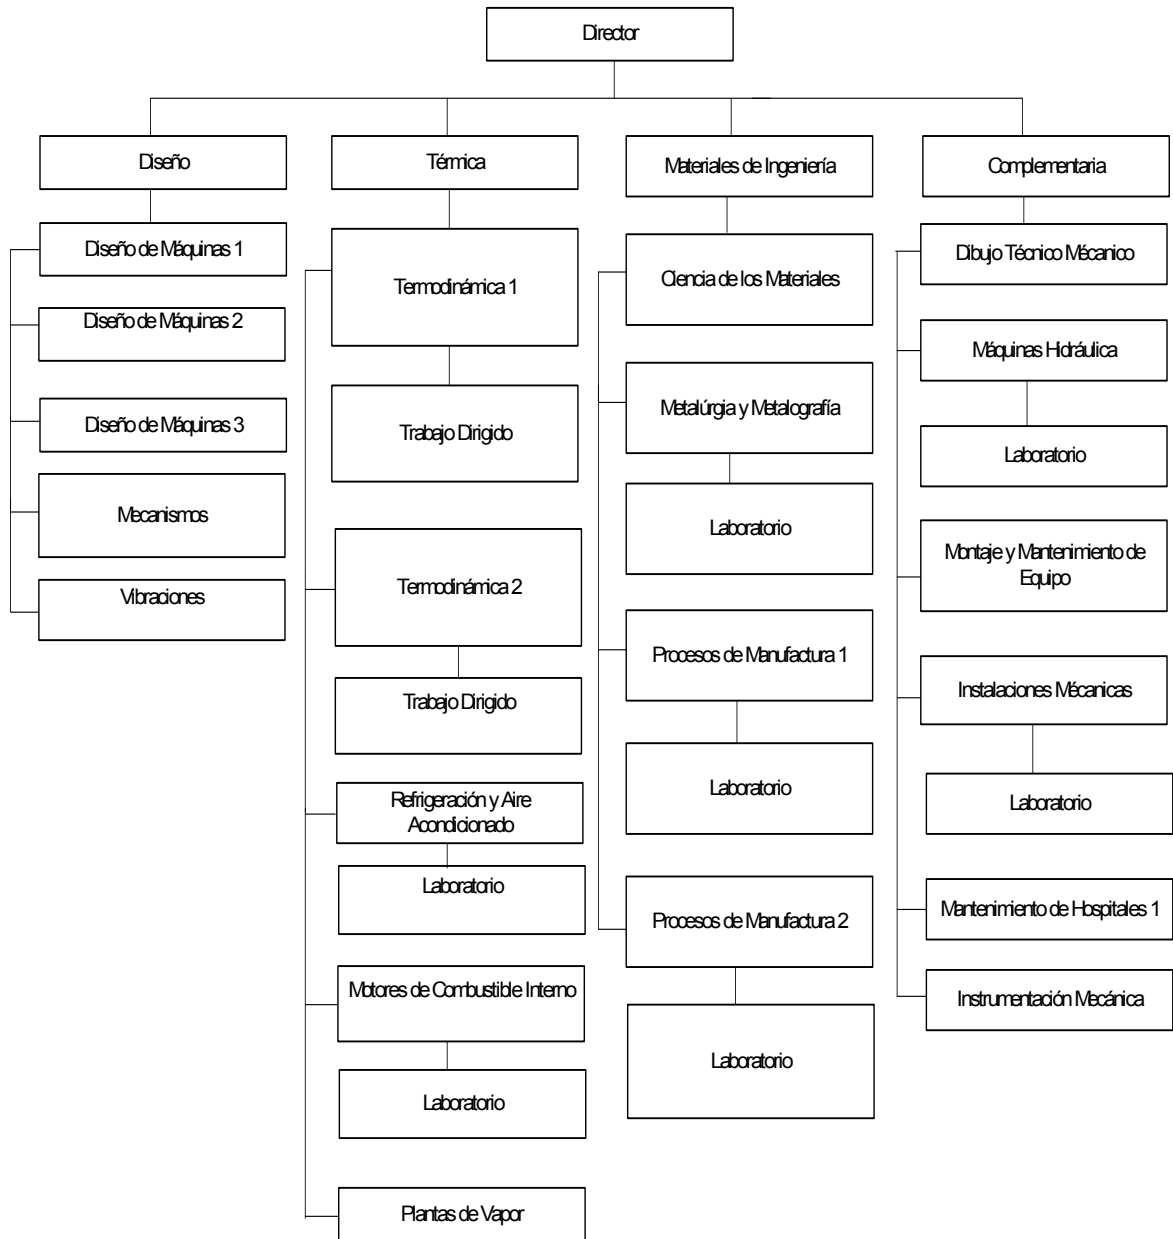 Director
Diseño
Diseño de Máquinas 1
Diseño de Máquinas 2
Diseño de Máquinas 3
Mecanismos
Vibraciones
Térmica
Termodinámica 1
Trabajo Dirigido
Termodinámica 2
Trabajo Dirigido
Refrigeración y Aire
Acondicionado
Laboratorio
Motores de Combustible Interno
Laboratorio
Plantas de Vapor
Materiales de Ingeniería
Ciencia de los Materiales
Metalúrgia y Metalografía
Laboratorio
Procesos de Manufactura 1
Laboratorio
Procesos de Manufactura 2
Laboratorio
Complementaria
Dibujo Técnico Mécanico
Máquinas Hidráulica
Laboratorio
Montaje y Mantenimiento de
Equipo
Instalaciones Mécanicas
Laboratorio
Mantenimiento de Hospitales 1
Instrumentación Mecánica